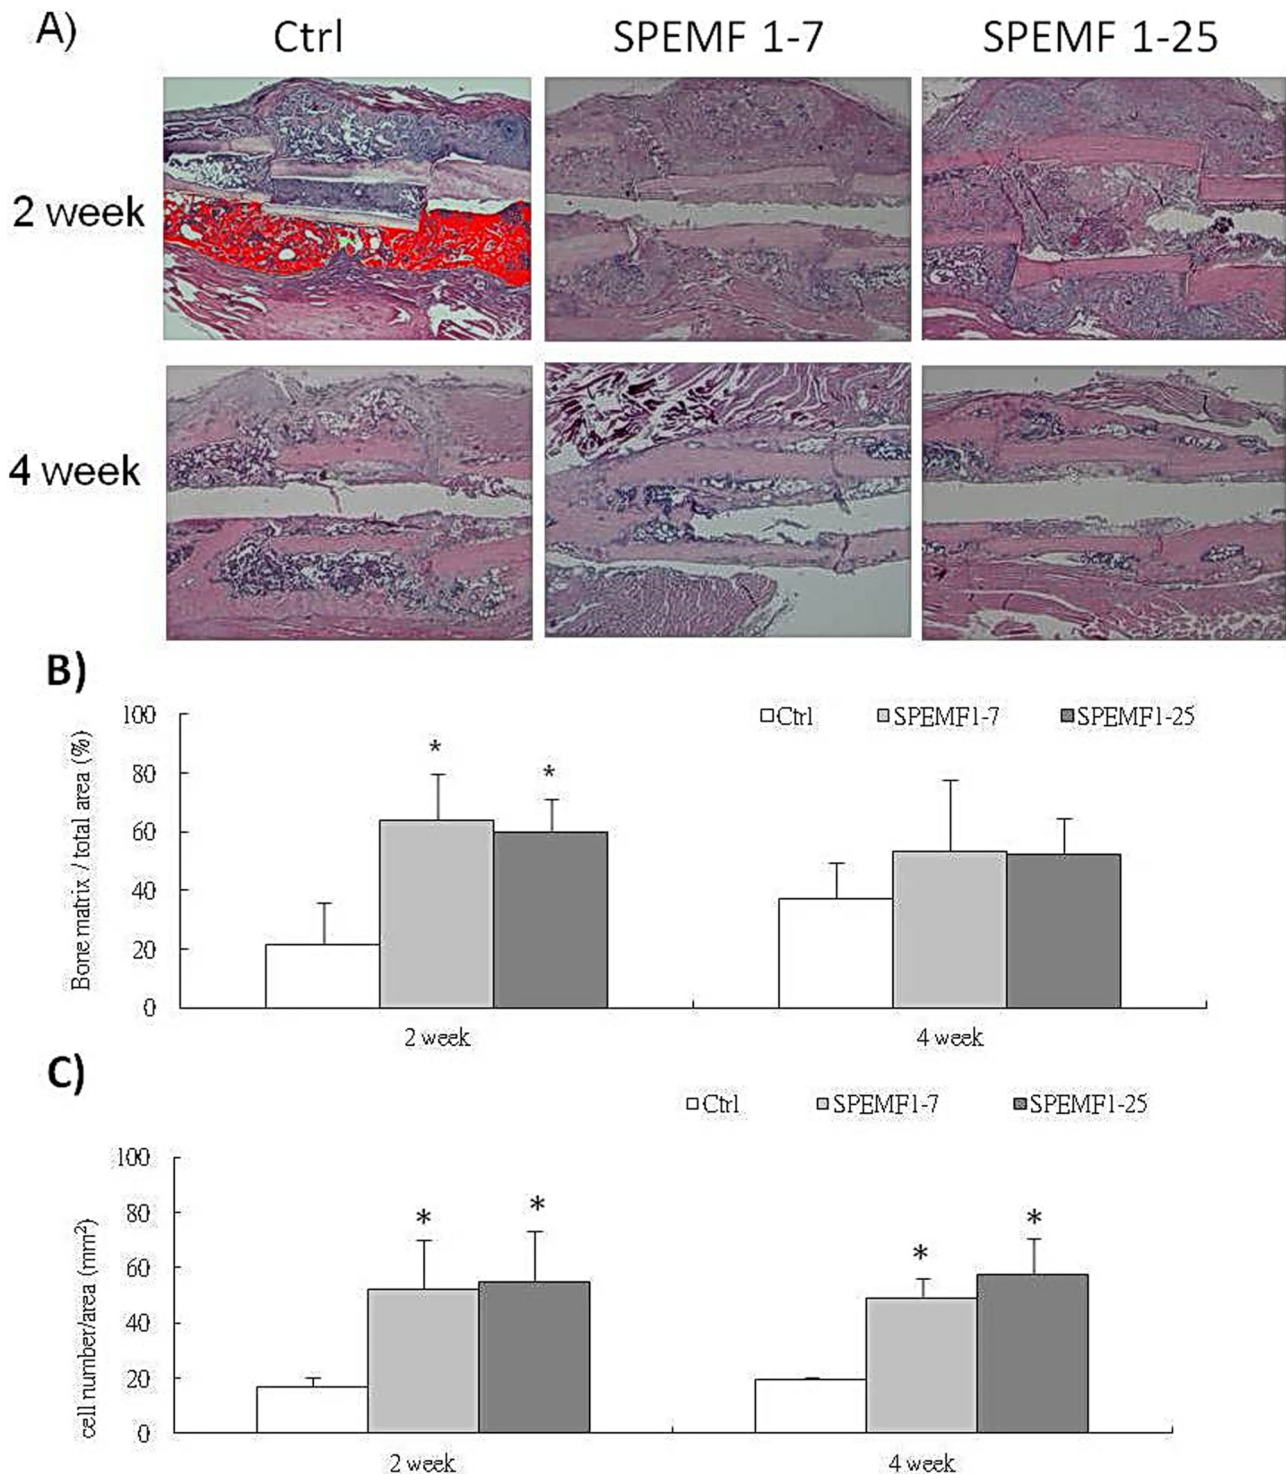 A)
Ctrl SPEMF 1-7 SPEMF 1-25
2 week
4 week
B)
Ctrl SPEMF1-7 SPEMF1-25
Bone matrix / total area (%)
100
80
60
40
20
0
* *
2 week 4 week
C)
Ctrl SPEMF1-7 SPEMF1-25
cell number/area (mm²)
100
80
60
40
20
0
* * * *
2 week 4 week